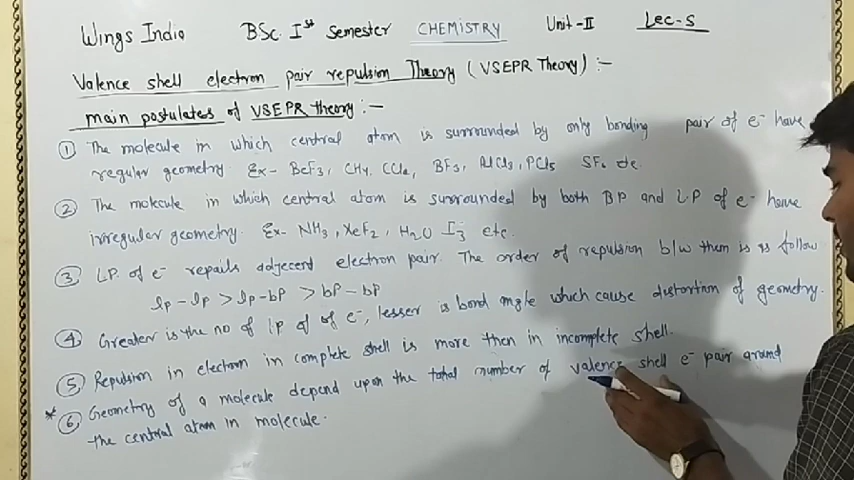 Wings India BSc. Ist Semester CHEMISTRY Unit-II Lec-5
Valence shell electron pair repulsion Theory (VSEPR Theory) :-
main postulates of VSEPR theory :-
① The molecule in which central atom is surrounded by only bonding pair of e- have
regular geometry. Ex- BeF3, CH4, CCl4, BF3, AlCl3, PCl5 SF6 etc.
② The molecule in which central atom is surrounded by both BP and L.P of e- have
irregular geometry. Ex- NH3, XeF2, H2O I3- etc.
③ L.P. of e- repails adjecent electron pair. The order of repulsion b/w them is as follow
lp - lp > lp - bp > bp - bp
④ Greater is the no of lp of of e-, lesser is bond angle which cause distortion of geometry.
⑤ Repulsion in electron in complete shell is more then in incomplete shell.
* ⑥ Geometry of a molecule depend upon the total number of valence shell e- pair around
the central atom in molecule.